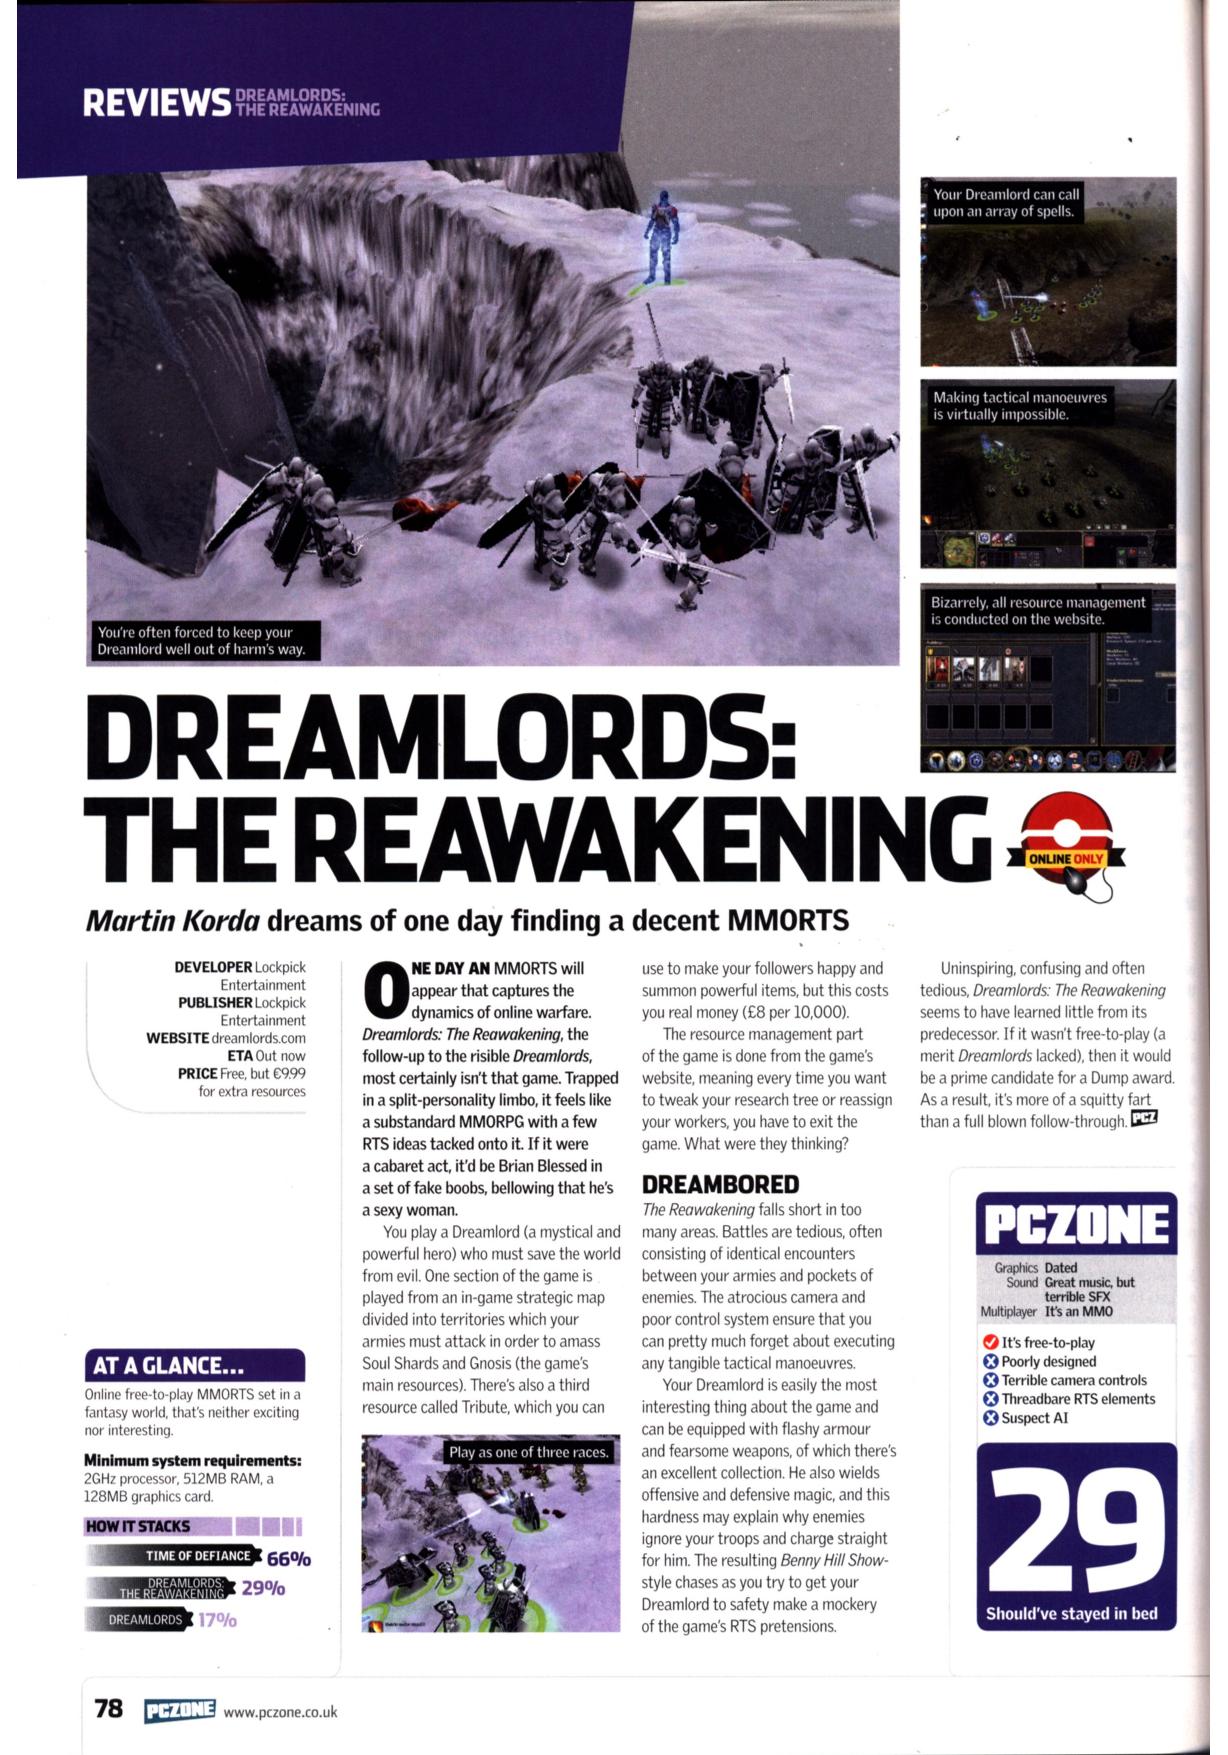 REVIEWS DREAMLORDS:
THE REAWAKENING
Your Dreamlord can call
upon an array of spells.
Making tactical manoeuvres
is virtually impossible.
Bizarrely, all resource management
is conducted on the website.
You're often forced to keep your
Dreamlord well out of harm's way.
DREAMLORDS:
THE REAWAKENING
ONLINE ONLY
Martin Korda dreams of one day finding a decent MMORTS
DEVELOPER Lockpick
Entertainment
PUBLISHER Lockpick
Entertainment
WEBSITE dreamlords.com
ETA Out now
PRICE Free, but €9.99
for extra resources
AT A GLANCE...
Online free-to-play MMORTS set in a
fantasy world, that's neither exciting
nor interesting.
Minimum system requirements:
2GHz processor, 512MB RAM, a
128MB graphics card.
HOW IT STACKS
TIME OF DEFIANCE 66%
DREAMLORDS:
THE REAWAKENING 29%
DREAMLORDS 17%
ONE DAY AN MMORTS will
appear that captures the
dynamics of online warfare.
Dreamlords: The Reawakening, the
follow-up to the risible Dreamlords,
most certainly isn't that game. Trapped
in a split-personality limbo, it feels like
a substandard MMORPG with a few
RTS ideas tacked onto it. If it were
a cabaret act, it'd be Brian Blessed in
a set of fake boobs, bellowing that he's
a sexy woman.
You play a Dreamlord (a mystical and
powerful hero) who must save the world
from evil. One section of the game is
played from an in-game strategic map
divided into territories which your
armies must attack in order to amass
Soul Shards and Gnosis (the game's
main resources). There's also a third
resource called Tribute, which you can
Play as one of three races.
use to make your followers happy and
summon powerful items, but this costs
you real money (£8 per 10,000).
The resource management part
of the game is done from the game's
website, meaning every time you want
to tweak your research tree or reassign
your workers, you have to exit the
game. What were they thinking?
DREAMBORED
The Reawakening falls short in too
many areas. Battles are tedious, often
consisting of identical encounters
between your armies and pockets of
enemies. The atrocious camera and
poor control system ensure that you
can pretty much forget about executing
any tangible tactical manoeuvres.
Your Dreamlord is easily the most
interesting thing about the game and
can be equipped with flashy armour
and fearsome weapons, of which there's
an excellent collection. He also wields
offensive and defensive magic, and this
hardness may explain why enemies
ignore your troops and charge straight
for him. The resulting Benny Hill Show-
style chases as you try to get your
Dreamlord to safety make a mockery
of the game's RTS pretensions.
Uninspiring, confusing and often
tedious, Dreamlords: The Reawakening
seems to have learned little from its
predecessor. If it wasn't free-to-play (a
merit Dreamlords lacked), then it would
be a prime candidate for a Dump award.
As a result, it's more of a squitty fart
than a full blown follow-through. PCZ
PCZONE
Graphics Dated
Sound Great music, but
terrible SFX
Multiplayer It's an MMO
It's free-to-play
Poorly designed
Terrible camera controls
Threadbare RTS elements
Suspect AI
29
Should've stayed in bed
78 PCZONE www.pczone.co.uk